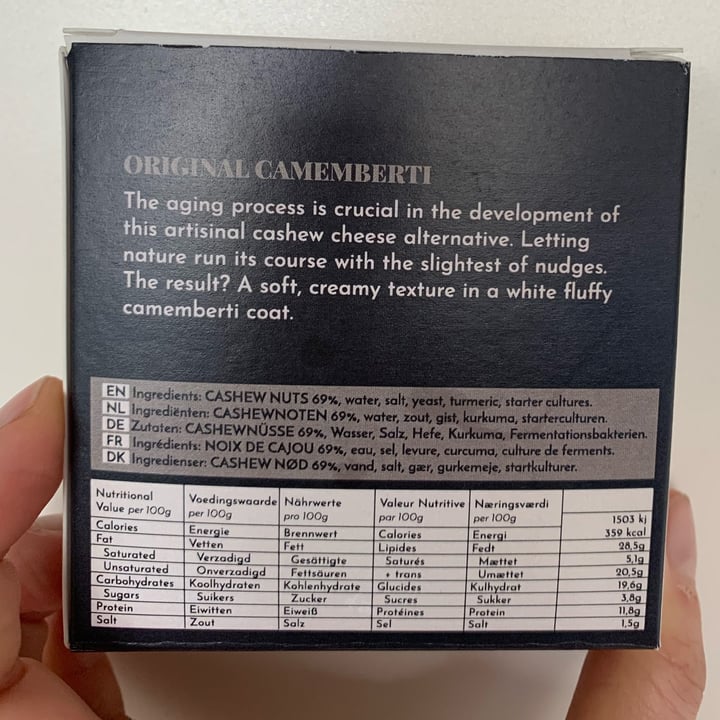 ORIGINAL CAMEMBERTI
The aging process is crucial in the development of
this artisinal cashew cheese alternative. Letting
nature run its course with the slightest of nudges.
The result? A soft, creamy texture in a white fluffy
camemberti coat.
EN Ingredients: CASHEW NUTS 69%, water, salt, yeast, turmeric, starter cultures.
NL Ingrediënten: CASHEWNOTEN 69%, water, zout, gist, kurkuma, starterculturen.
DE Zutaten: CASHEWNÜSSE 69%, Wasser, Salz, Hefe, Kurkuma, Fermentationsbakterien.
FR Ingrédients: NOIX DE CAJOU 69%, eau, sel, levure, curcuma, culture de ferments.
DK Ingredienser: CASHEW NØD 69%, vand, salt, gær, gurkemeje, startkulturer.
Nutritional Voedingswaarde Nährwerte Valeur Nutritive Næringsværdi
Value per 100g per 100g pro 100g par 100g per 100g 1503 kj
Calories Energie Brennwert Calories Energi 359 kcal
Fat Vetten Fett Lipides Fedt 28,5g
Saturated Verzadigd Gesättigte Saturés Mættet 5,1g
Unsaturated Onverzadigd Fettsäuren + trans Umættet 20,5g
Carbohydrates Koolhydraten Kohlenhydrate Glucides Kulhydrat 19,6g
Sugars Suikers Zucker Sucres Sukker 3,8g
Protein Eiwitten Eiweiß Protéines Protein 11,8g
Salt Zout Salz Sel Salt 1,5g